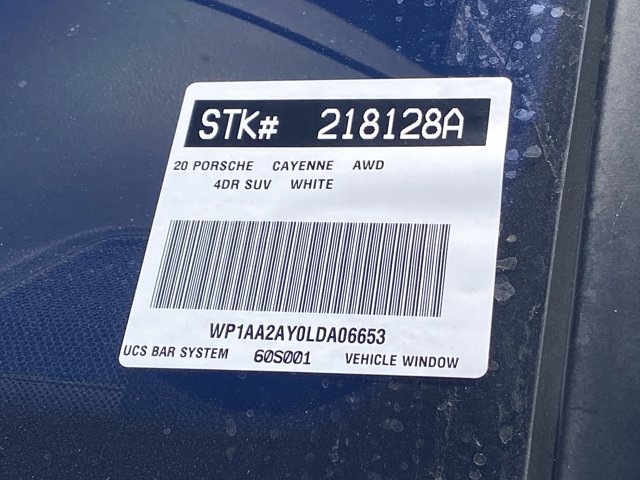 STK# 218128A
20 PORSCHE CAYENNE AWD
4DR SUV WHITE
WP1AA2AY0LDA06653
UCS BAR SYSTEM 60S001 VEHICLE WINDOW